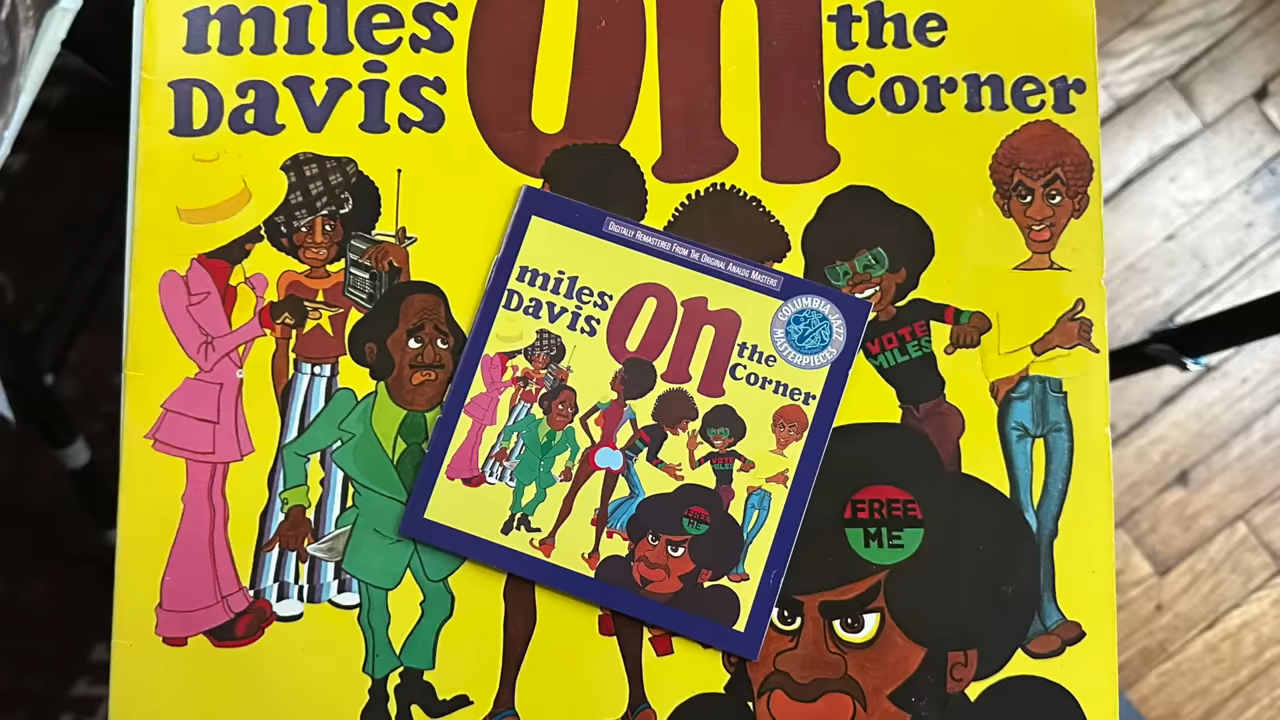 miles
Davis
on
the
Corner
VOTE
MILES
FREE
ME
DIGITALLY REMASTERED FROM THE ORIGINAL ANALOG MASTERS
miles
Davis
on
the
Corner
COLUMBIA JAZZ
MASTERPIECES
VOTE
MILES
FREE
ME